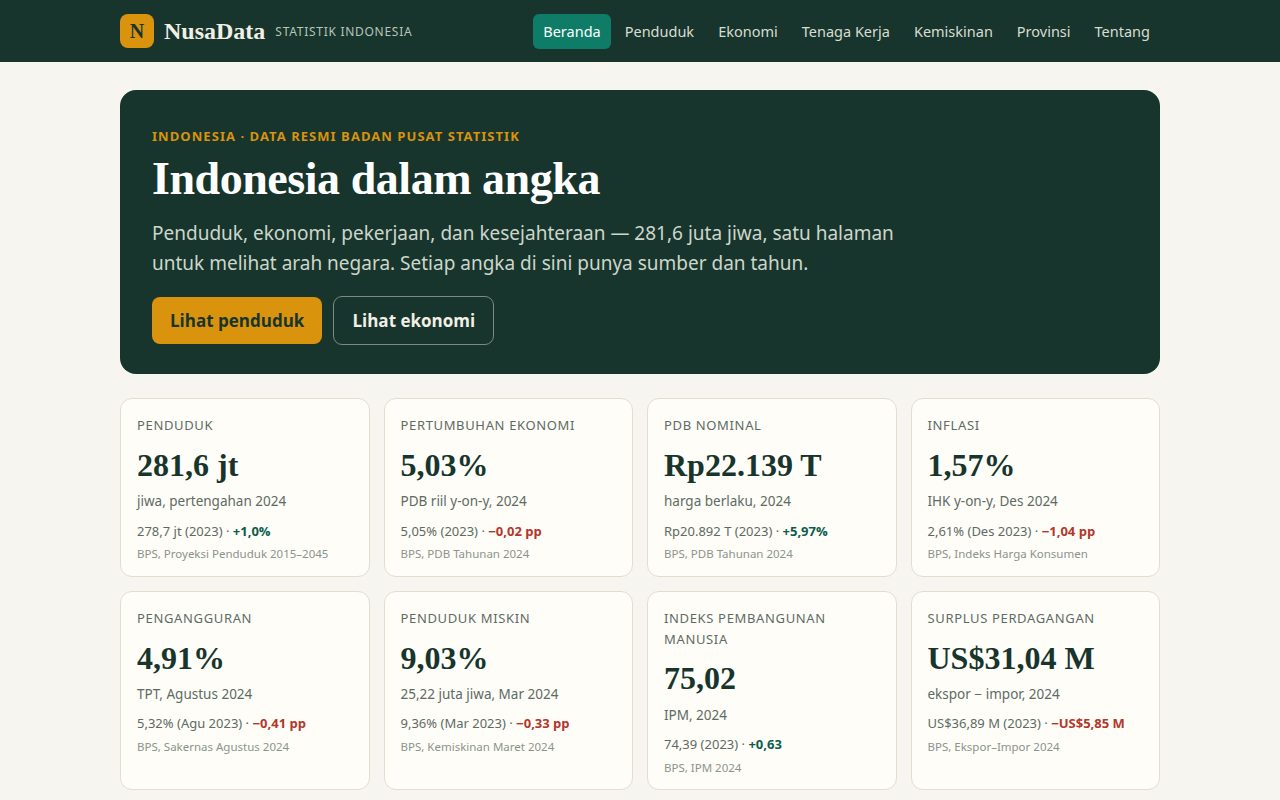 N NusaData STATISTIK INDONESIA Beranda Penduduk Ekonomi Tenaga Kerja Kemiskinan Provinsi Tentang
INDONESIA · DATA RESMI BADAN PUSAT STATISTIK
Indonesia dalam angka
Penduduk, ekonomi, pekerjaan, dan kesejahteraan — 281,6 juta jiwa, satu halaman
untuk melihat arah negara. Setiap angka di sini punya sumber dan tahun.
Lihat penduduk Lihat ekonomi
PENDUDUK
281,6 jt
jiwa, pertengahan 2024
278,7 jt (2023) · +1,0%
BPS, Proyeksi Penduduk 2015–2045
PERTUMBUHAN EKONOMI
5,03%
PDB riil y-on-y, 2024
5,05% (2023) · −0,02 pp
BPS, PDB Tahunan 2024
PDB NOMINAL
Rp22.139 T
harga berlaku, 2024
Rp20.892 T (2023) · +5,97%
BPS, PDB Tahunan 2024
INFLASI
1,57%
IHK y-on-y, Des 2024
2,61% (Des 2023) · −1,04 pp
BPS, Indeks Harga Konsumen
PENGANGGURAN
4,91%
TPT, Agustus 2024
5,32% (Agu 2023) · −0,41 pp
BPS, Sakernas Agustus 2024
PENDUDUK MISKIN
9,03%
25,22 juta jiwa, Mar 2024
9,36% (Mar 2023) · −0,33 pp
BPS, Kemiskinan Maret 2024
INDEKS PEMBANGUNAN
MANUSIA
75,02
IPM, 2024
74,39 (2023) · +0,63
BPS, IPM 2024
SURPLUS PERDAGANGAN
US$31,04 M
ekspor − impor, 2024
US$36,89 M (2023) · −US$5,85 M
BPS, Ekspor–Impor 2024